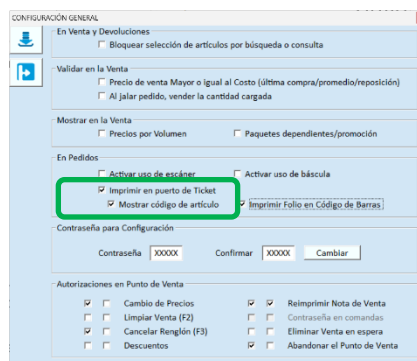 CONFIGURACIÓN GENERAL
En Venta y Devoluciones
Bloquear selección de artículos por búsqueda o consulta
Validar en la Venta
Precio de venta Mayor o igual al Costo (última compra/promedio/reposición)
Al jalar pedido, vender la cantidad cargada
Mostrar en la Venta
Precios por Volumen Paquetes dependientes/promoción
En Pedidos
Activar uso de escáner Activar uso de báscula
Imprimir en puerto de Ticket
Mostrar código de artículo Imprimir Folio en Código de Barras
Contraseña para Configuración
Contraseña XXXXX Confirmar XXXXX Cambiar
Autorizaciones en Punto de Venta
Cambio de Precios Reimprimir Nota de Venta
Limpiar Venta (F2) Contraseña en comandas
Cancelar Renglón (F3) Eliminar Venta en espera
Descuentos Abandonar el Punto de Venta